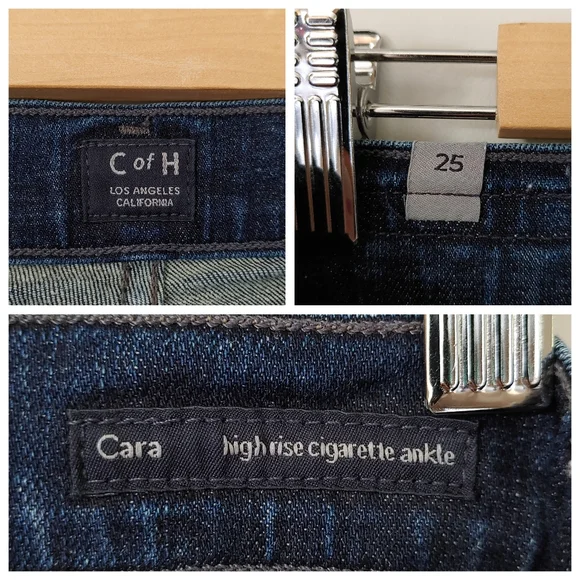 C of H
LOS ANGELES
CALIFORNIA
25
Cara high rise cigarette ankle